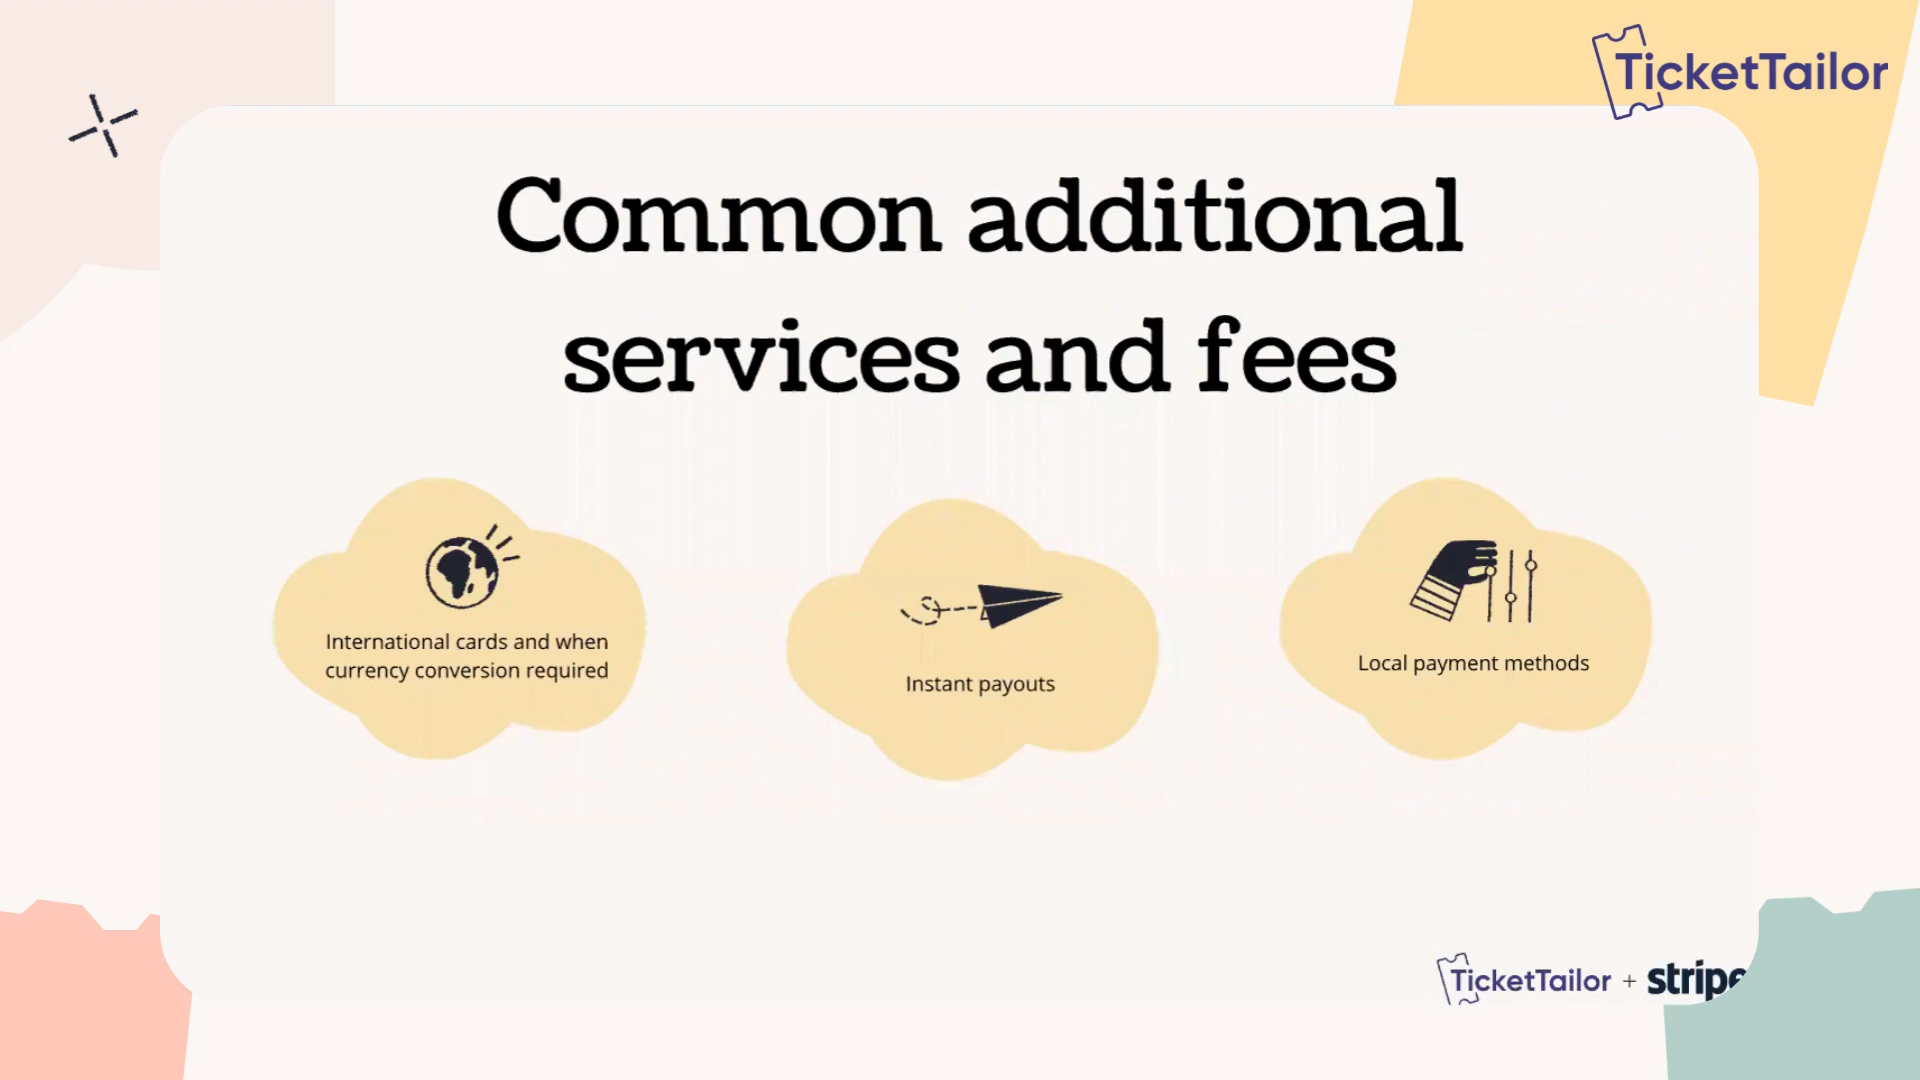 TicketTailor
Common additional
services and fees
International cards and when
currency conversion required
Instant payouts
Local payment methods
TicketTailor + stripe